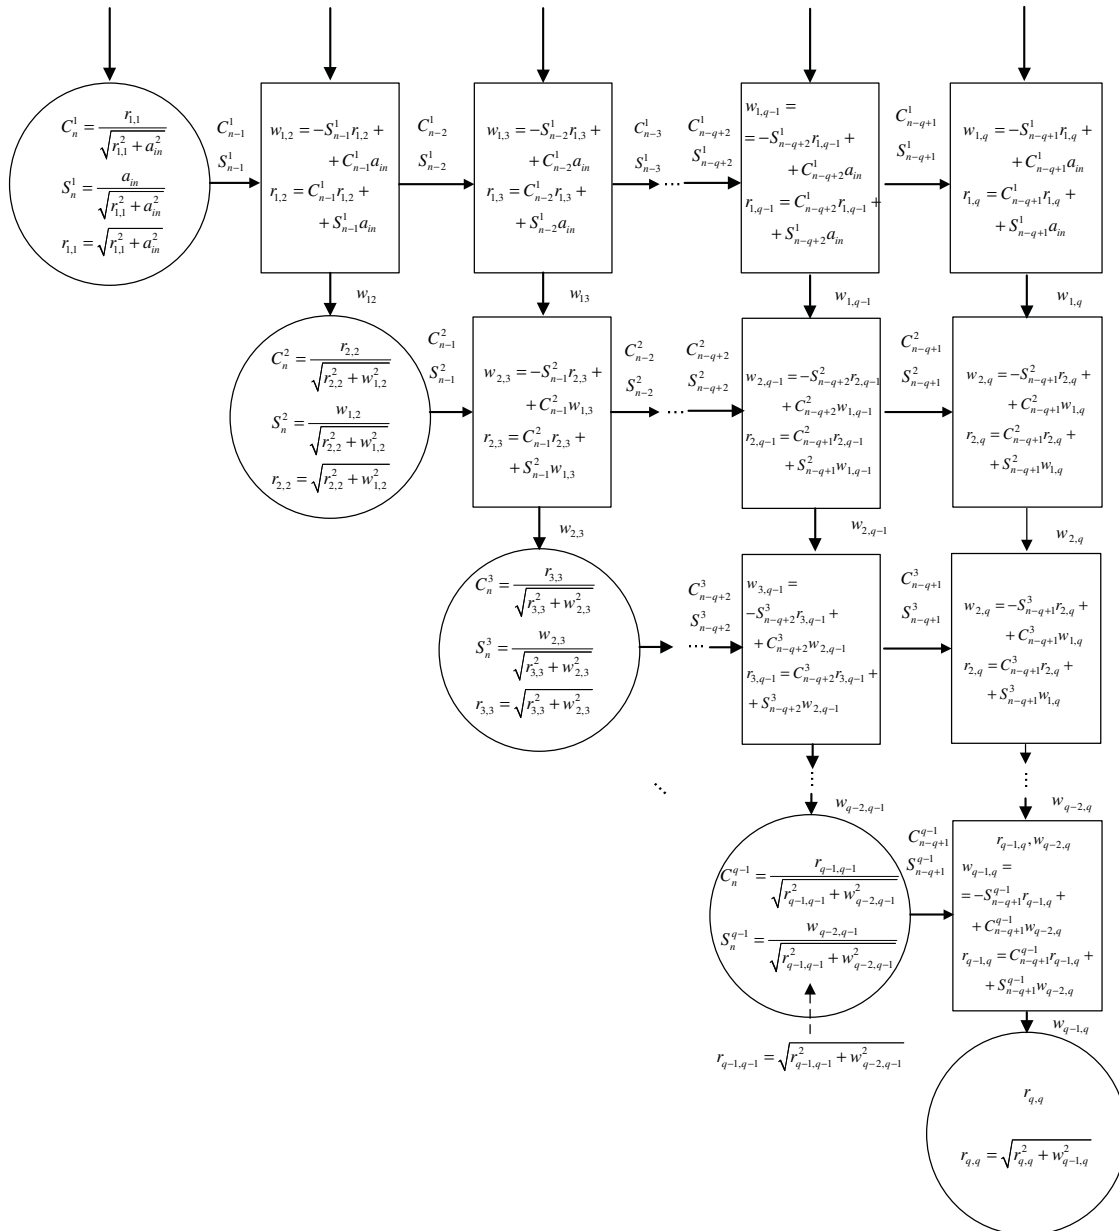 C_n^1 = r_{1,1} / √(r_{1,1}^2 + a_{in}^2)
S_n^1 = a_{in} / √(r_{1,1}^2 + a_{in}^2)
r_{1,1} = √(r_{1,1}^2 + a_{in}^2)
C_{n-1}^1
S_{n-1}^1
w_{1,2} = -S_{n-1}^1 r_{1,2} +
+ C_{n-1}^1 a_{in}
r_{1,2} = C_{n-1}^1 r_{1,2} +
+ S_{n-1}^1 a_{in}
C_{n-2}^1
S_{n-2}^1
w_{1,3} = -S_{n-2}^1 r_{1,3} +
+ C_{n-2}^1 a_{in}
r_{1,3} = C_{n-2}^1 r_{1,3} +
+ S_{n-2}^1 a_{in}
C_{n-3}^1
S_{n-3}^1
...
C_{n-q+2}^1
S_{n-q+2}^1
w_{1,q-1} =
= -S_{n-q+2}^1 r_{1,q-1} +
+ C_{n-q+2}^1 a_{in}
r_{1,q-1} = C_{n-q+2}^1 r_{1,q-1} +
+ S_{n-q+2}^1 a_{in}
C_{n-q+1}^1
S_{n-q+1}^1
w_{1,q} = -S_{n-q+1}^1 r_{1,q} +
+ C_{n-q+1}^1 a_{in}
r_{1,q} = C_{n-q+1}^1 r_{1,q} +
+ S_{n-q+1}^1 a_{in}
w_{12}
w_{13}
w_{1,q-1}
w_{1,q}
C_n^2 = r_{2,2} / √(r_{2,2}^2 + w_{1,2}^2)
S_n^2 = w_{1,2} / √(r_{2,2}^2 + w_{1,2}^2)
r_{2,2} = √(r_{2,2}^2 + w_{1,2}^2)
C_{n-1}^2
S_{n-1}^2
w_{2,3} = -S_{n-1}^2 r_{2,3} +
+ C_{n-1}^2 w_{1,3}
r_{2,3} = C_{n-1}^2 r_{2,3} +
+ S_{n-1}^2 w_{1,3}
C_{n-2}^2
S_{n-2}^2
...
C_{n-q+2}^2
S_{n-q+2}^2
w_{2,q-1} = -S_{n-q+2}^2 r_{2,q-1}
+ C_{n-q+2}^2 w_{1,q-1}
r_{2,q-1} = C_{n-q+1}^2 r_{2,q-1}
+ S_{n-q+1}^2 w_{1,q-1}
C_{n-q+1}^2
S_{n-q+1}^2
w_{2,q} = -S_{n-q+1}^2 r_{2,q} +
+ C_{n-q+1}^2 w_{1,q}
r_{2,q} = C_{n-q+1}^2 r_{2,q} +
+ S_{n-q+1}^2 w_{1,q}
w_{2,3}
w_{2,q-1}
w_{2,q}
C_n^3 = r_{3,3} / √(r_{3,3}^2 + w_{2,3}^2)
S_n^3 = w_{2,3} / √(r_{3,3}^2 + w_{2,3}^2)
r_{3,3} = √(r_{3,3}^2 + w_{2,3}^2)
...
C_{n-q+2}^3
S_{n-q+2}^3
w_{3,q-1} =
-S_{n-q+2}^3 r_{3,q-1} +
+ C_{n-q+2}^3 w_{2,q-1}
r_{3,q-1} = C_{n-q+2}^3 r_{3,q-1} +
+ S_{n-q+2}^3 w_{2,q-1}
C_{n-q+1}^3
S_{n-q+1}^3
w_{2,q} = -S_{n-q+1}^3 r_{2,q} +
+ C_{n-q+1}^3 w_{1,q}
r_{2,q} = C_{n-q+1}^3 r_{2,q} +
+ S_{n-q+1}^3 w_{1,q}
...
...
...
w_{q-2,q-1}
w_{q-2,q}
C_n^{q-1} = r_{q-1,q-1} / √(r_{q-1,q-1}^2 + w_{q-2,q-1}^2)
S_n^{q-1} = w_{q-2,q-1} / √(r_{q-1,q-1}^2 + w_{q-2,q-1}^2)
C_{n-q+1}^{q-1}
S_{n-q+1}^{q-1}
r_{q-1,q}, w_{q-2,q}
w_{q-1,q} =
= -S_{n-q+1}^{q-1} r_{q-1,q} +
+ C_{n-q+1}^{q-1} w_{q-2,q}
r_{q-1,q} = C_{n-q+1}^{q-1} r_{q-1,q} +
+ S_{n-q+1}^{q-1} w_{q-2,q}
w_{q-1,q}
r_{q-1,q-1} = √(r_{q-1,q-1}^2 + w_{q-2,q-1}^2)
r_{q,q}
r_{q,q} = √(r_{q,q}^2 + w_{q-1,q}^2)